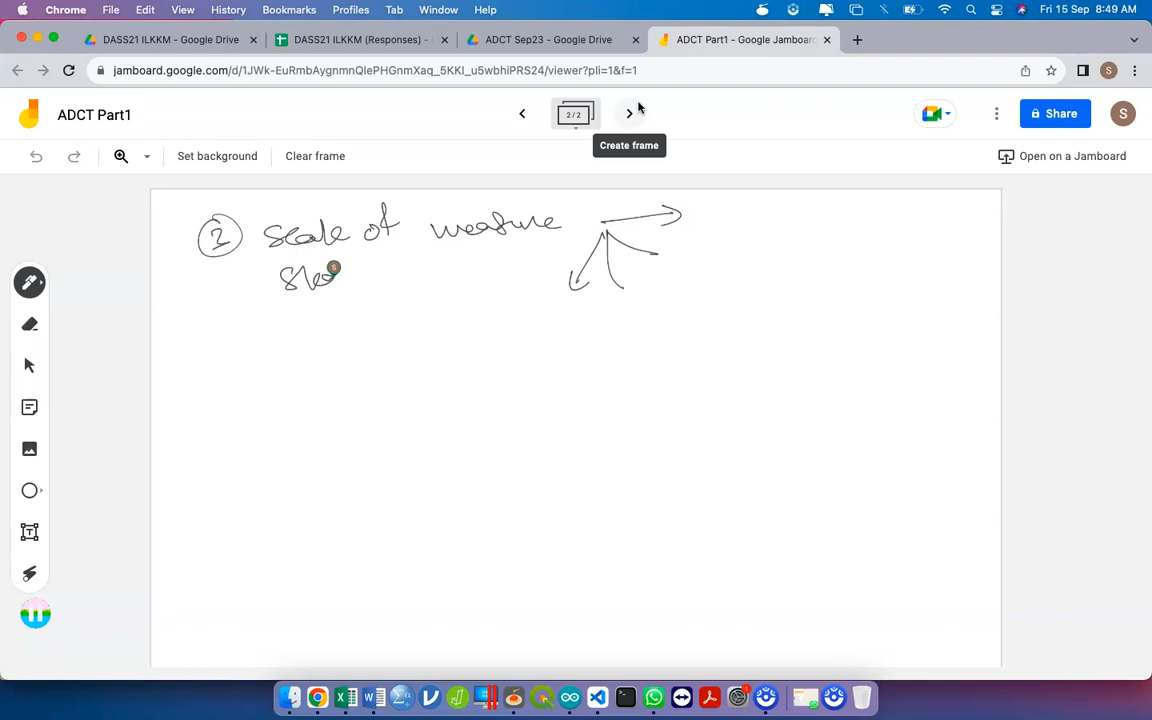 Chrome File Edit View History Bookmarks Profiles Tab Window Help Fri 15 Sep 8:49 AM
DASS21 ILKKM - Google Drive DASS21 ILKKM (Responses) - ADCT Sep23 - Google Drive ADCT Part1 - Google Jamboard
jamboard.google.com/d/1JWk-EuRmbAygnmnQlePHGnmXaq_5KKI_u5wbhiPRS24/viewer?pli=1&f=1 S
ADCT Part1 2/2 Share S
Create frame
Set background Clear frame Open on a Jamboard
2 scale of measure
S